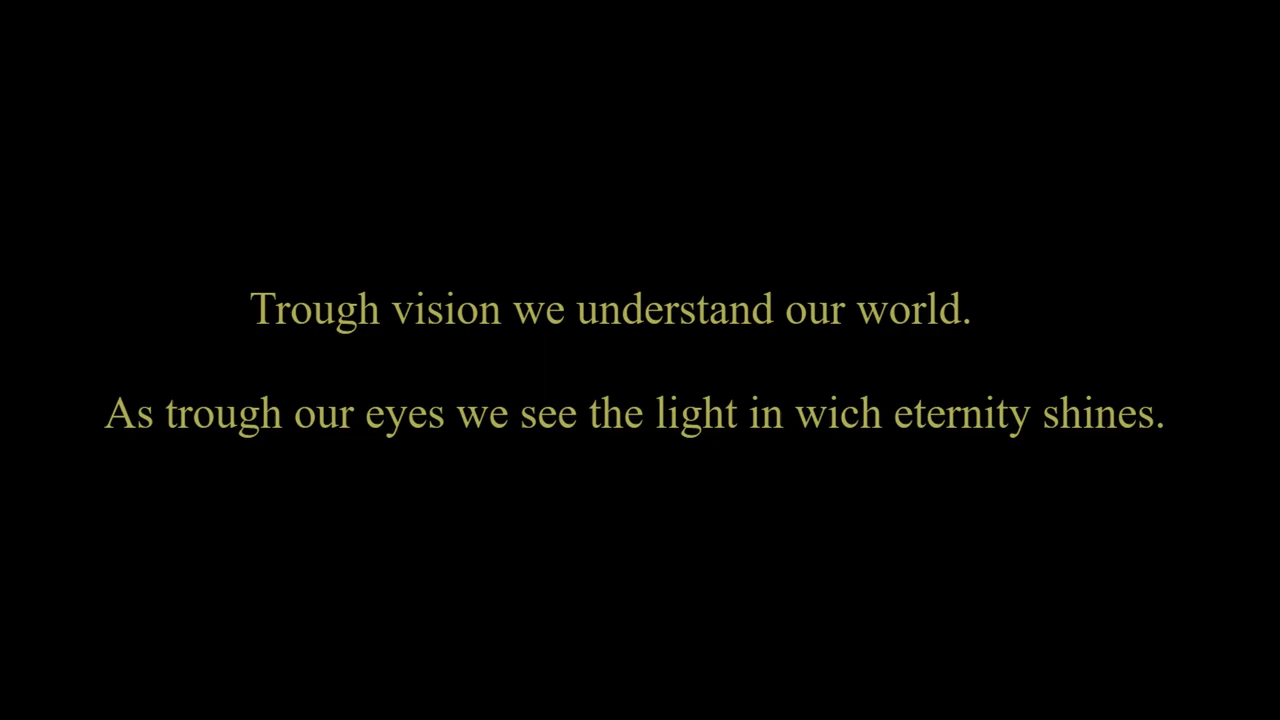 Trough vision we understand our world.
As trough our eyes we see the light in wich eternity shines.